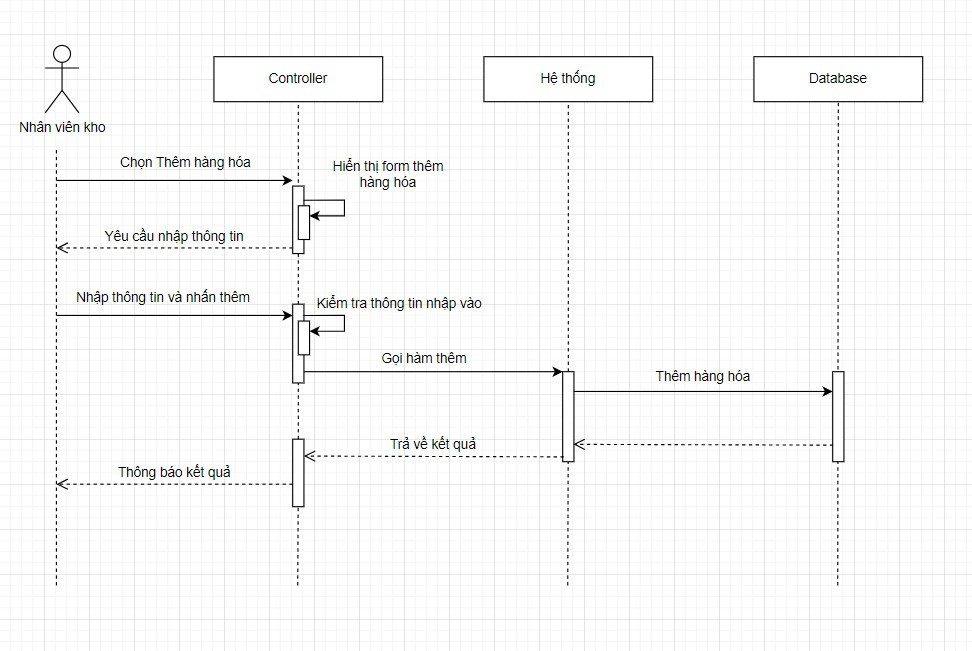 Controller
Hệ thống
Database
Nhân viên kho
Chọn Thêm hàng hóa
Hiển thị form thêm
hàng hóa
Yêu cầu nhập thông tin
Nhập thông tin và nhấn thêm
Kiểm tra thông tin nhập vào
Gọi hàm thêm
Thêm hàng hóa
Trả về kết quả
Thông báo kết quả